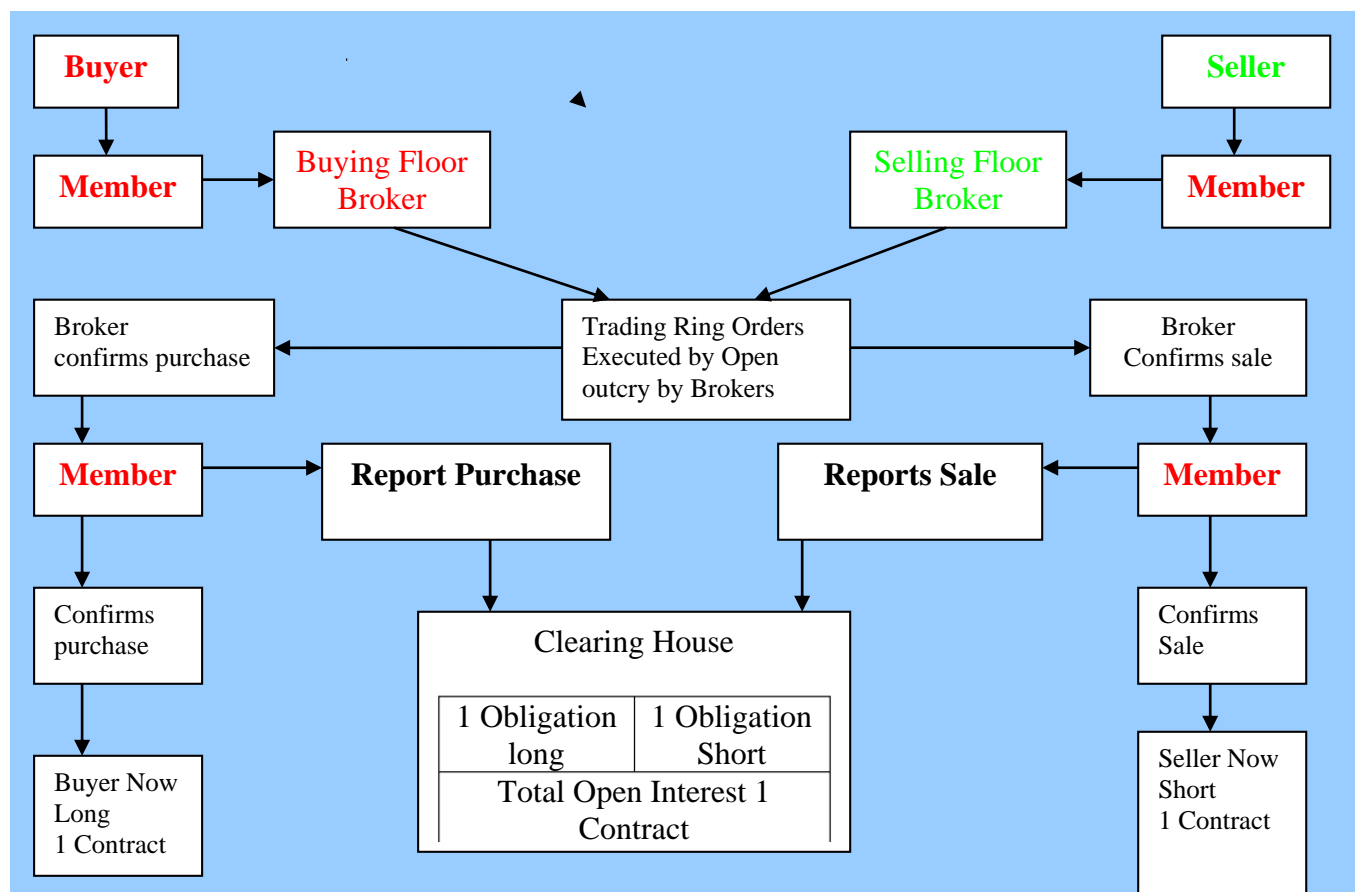 Buyer
Seller
Member
Buying Floor
Broker
Selling Floor
Broker
Member
Broker
confirms purchase
Trading Ring Orders
Executed by Open
outcry by Brokers
Broker
Confirms sale
Member
Report Purchase
Reports Sale
Member
Confirms
purchase
Clearing House
Confirms
Sale
1 Obligation
long
1 Obligation
Short
Total Open Interest 1
Contract
Buyer Now
Long
1 Contract
Seller Now
Short
1 Contract